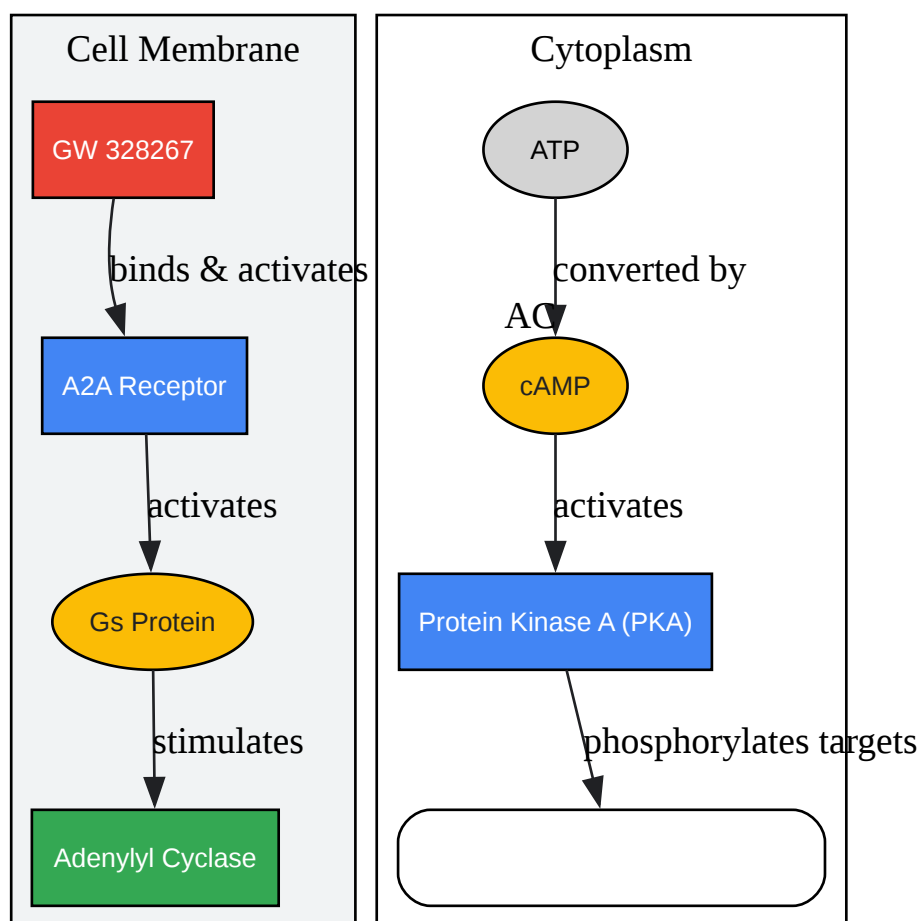 Cell Membrane
GW 328267
binds & activates
A2A Receptor
activates
Gs Protein
stimulates
Adenylyl Cyclase
Cytoplasm
ATP
converted by
AC
cAMP
activates
Protein Kinase A (PKA)
phosphorylates targets